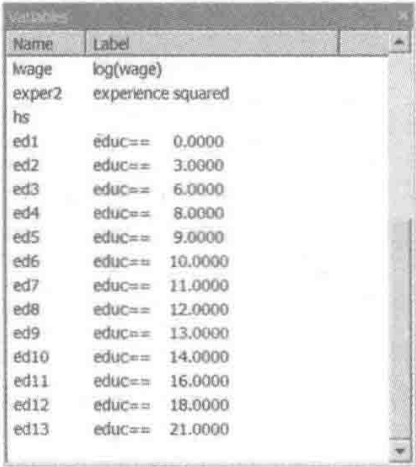 Variables
Name Label
lwage log(wage)
exper2 experience squared
hs
ed1 educ== 0.0000
ed2 educ== 3.0000
ed3 educ== 6.0000
ed4 educ== 8.0000
ed5 educ== 9.0000
ed6 educ== 10.0000
ed7 educ== 11.0000
ed8 educ== 12.0000
ed9 educ== 13.0000
ed10 educ== 14.0000
ed11 educ== 16.0000
ed12 educ== 18.0000
ed13 educ== 21.0000